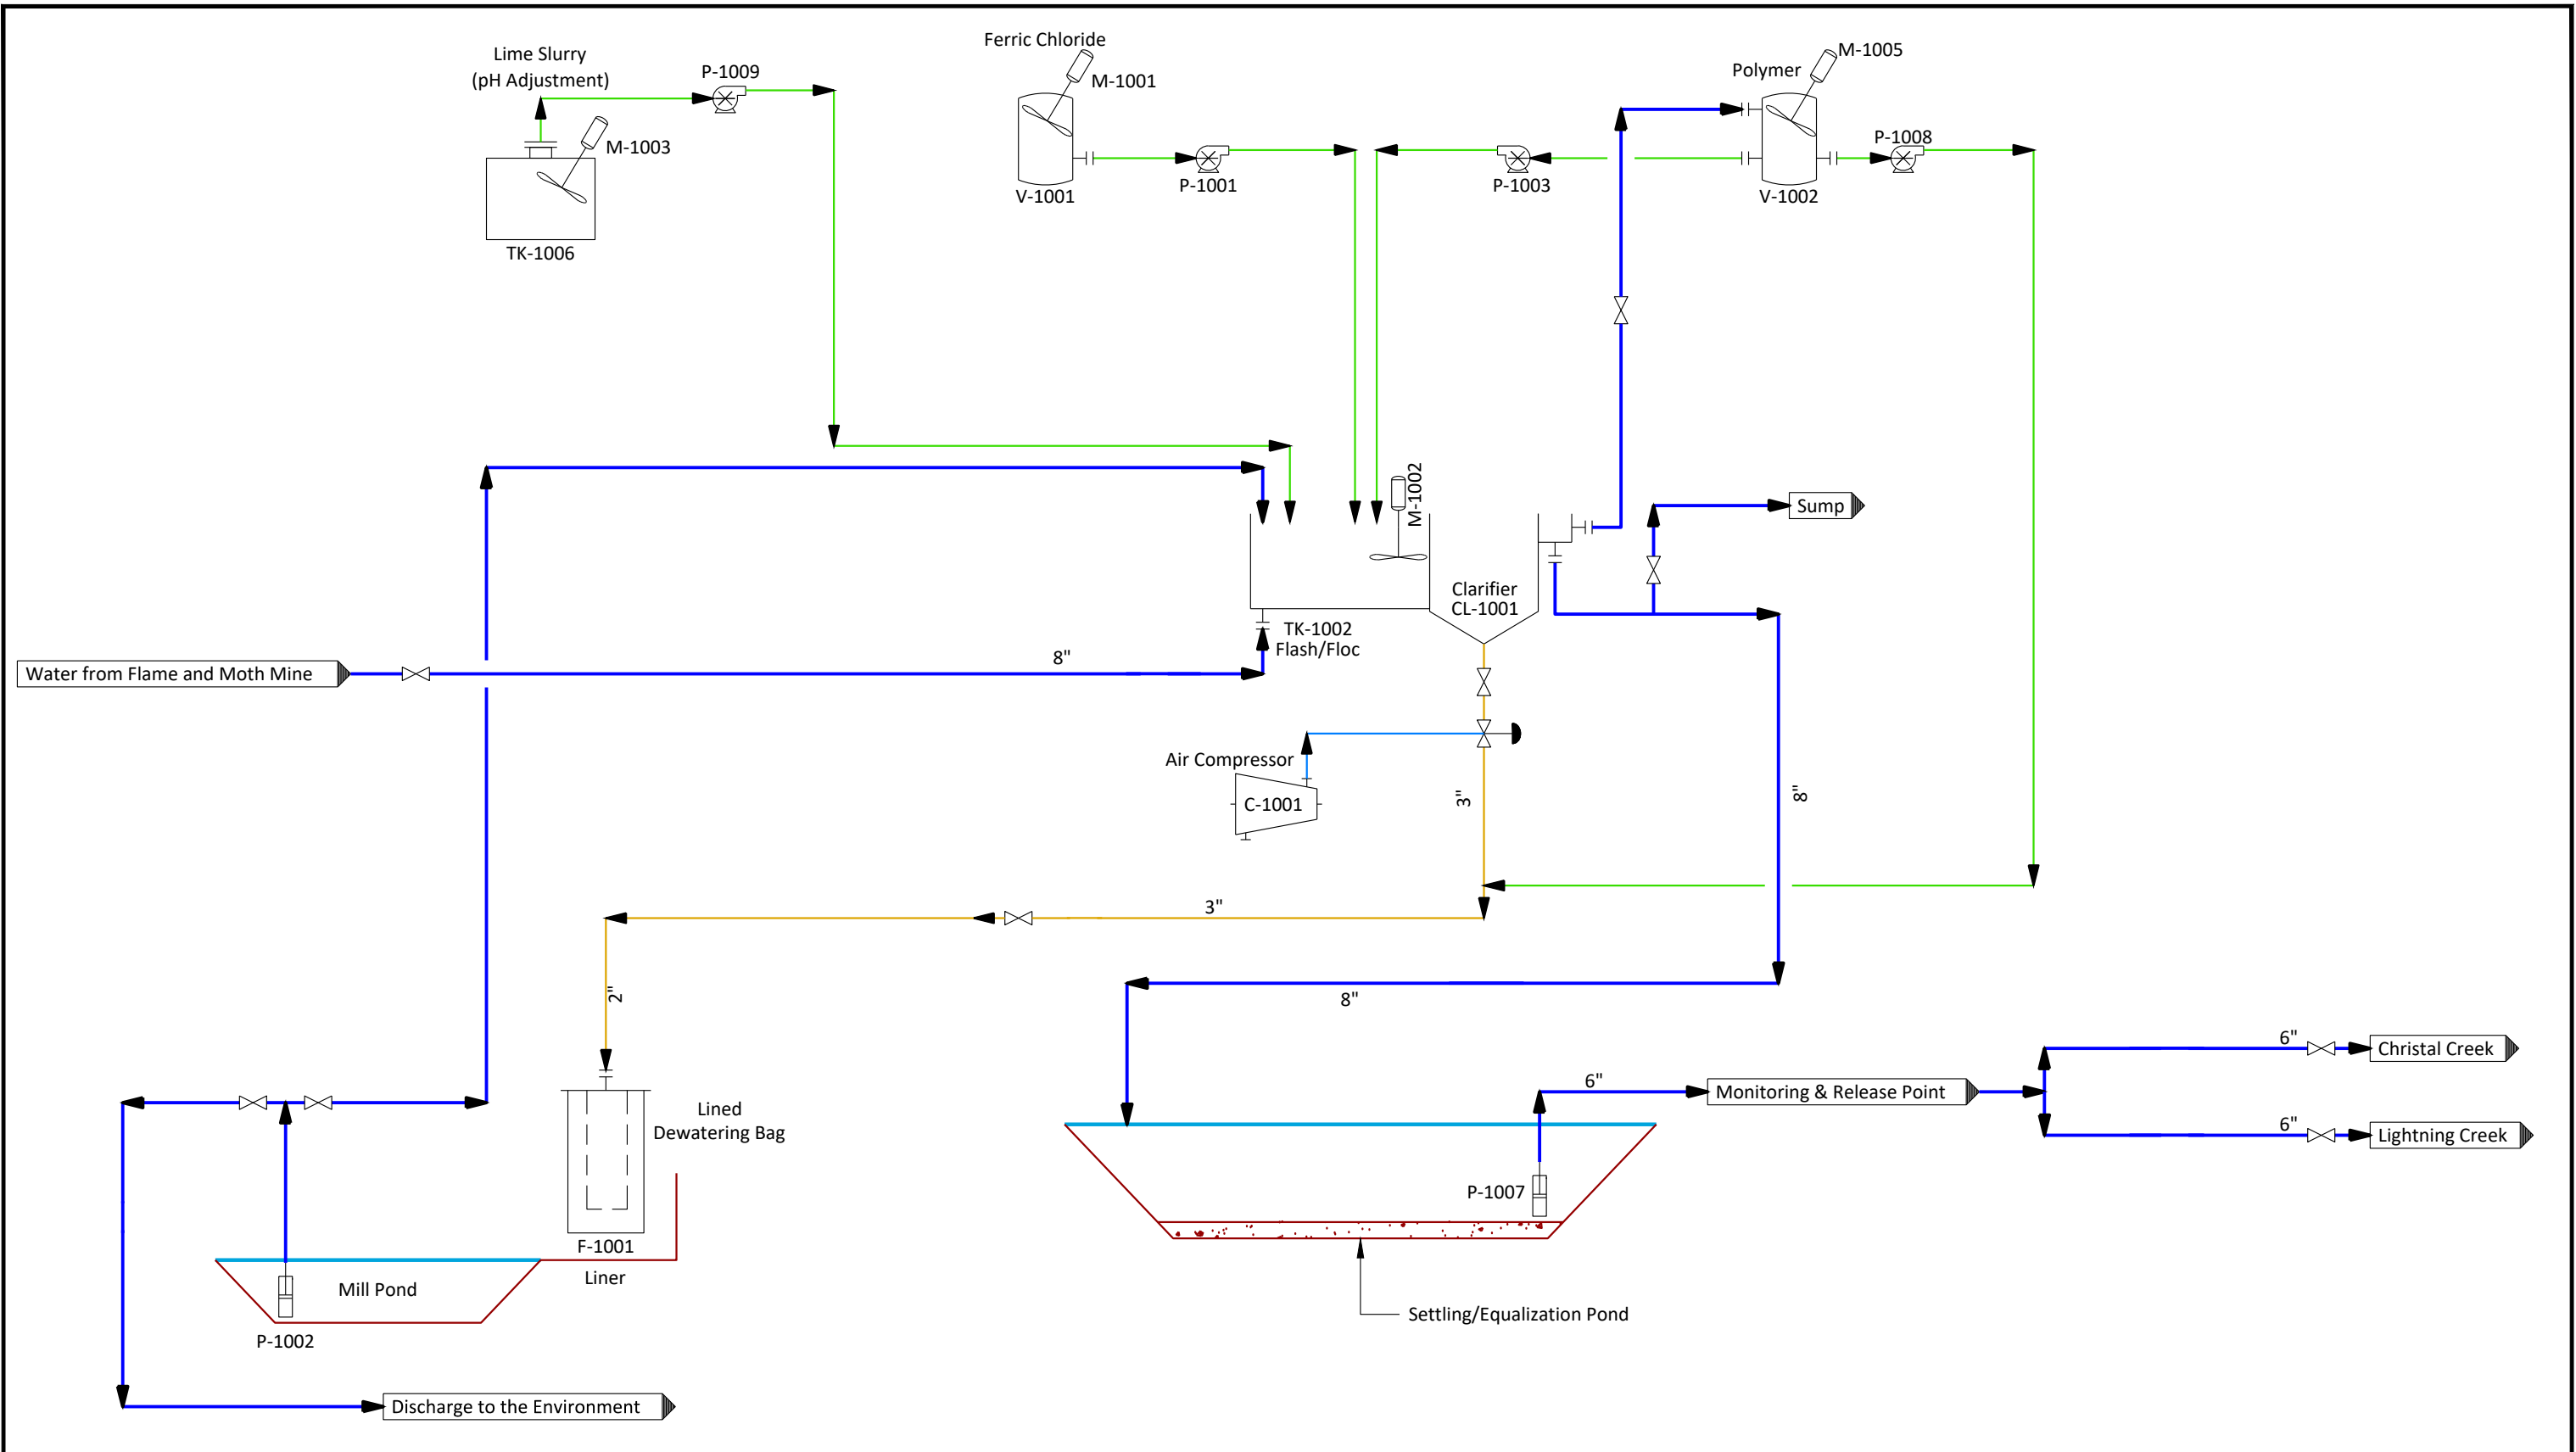 Lime Slurry
(pH Adjustment)
P-1009
M-1003
TK-1006
Ferric Chloride
M-1001
V-1001
P-1001
P-1003
Polymer
M-1005
V-1002
P-1008
M-1002
Sump
Clarifier
CL-1001
TK-1002
Flash/Floc
Water from Flame and Moth Mine
8"
Air Compressor
C-1001
3"
8"
3"
2"
8"
Lined
Dewatering Bag
F-1001
Liner
Mill Pond
P-1002
Discharge to the Environment
6"
Monitoring & Release Point
6"
Christal Creek
6"
Lightning Creek
P-1007
Settling/Equalization Pond